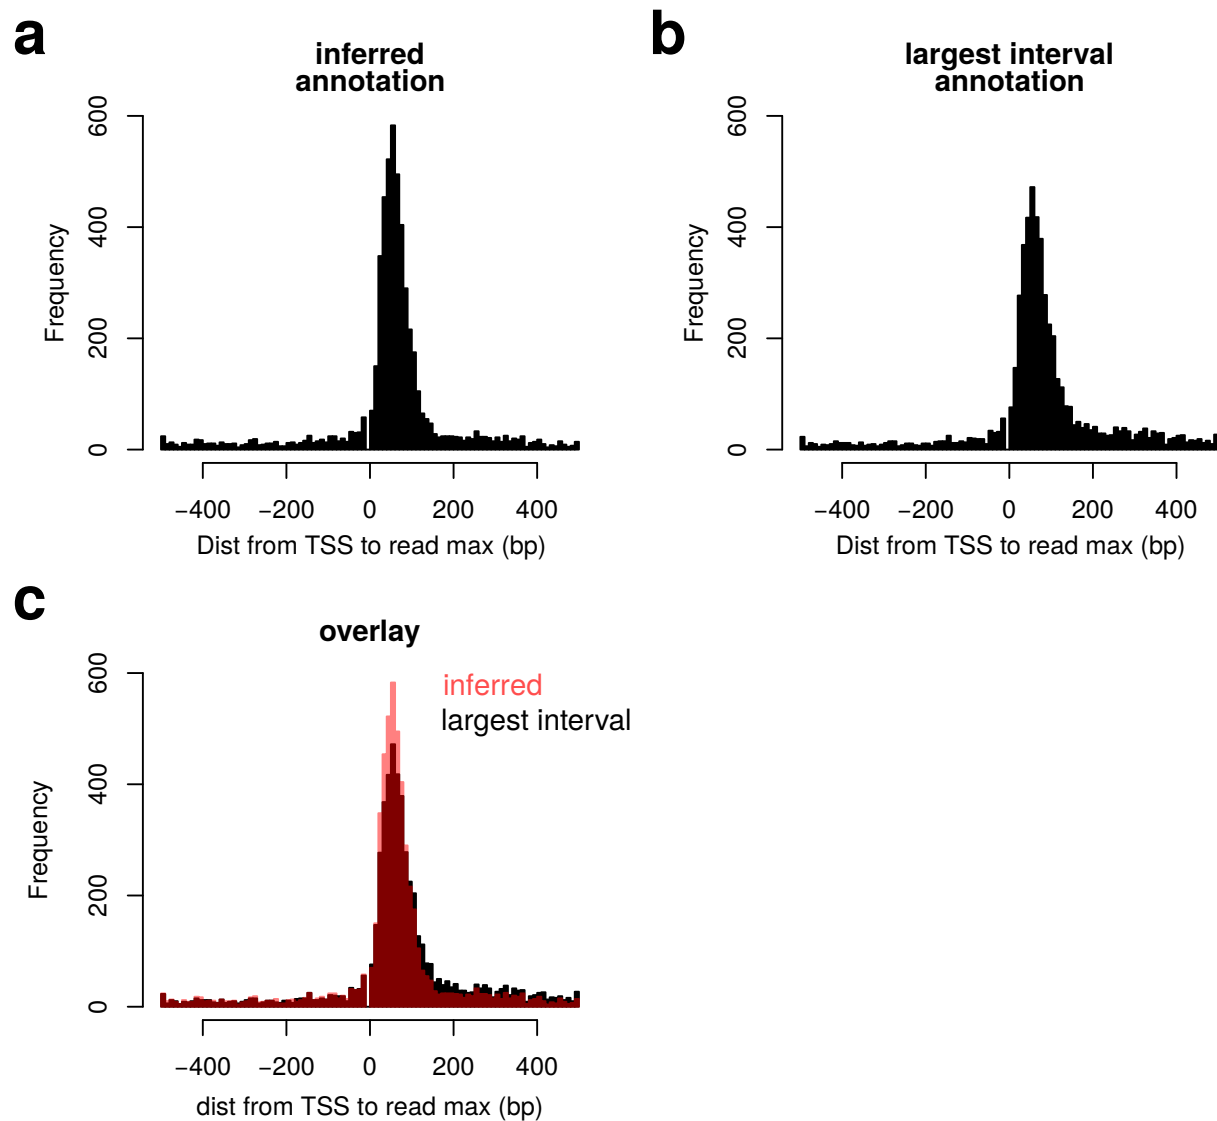 a
inferred
annotation
600
400
200
0
Frequency
−400 −200 0 200 400
Dist from TSS to read max (bp)
b
largest interval
annotation
600
400
200
0
Frequency
−400 −200 0 200 400
Dist from TSS to read max (bp)
c
overlay
inferred
largest interval
600
400
200
0
Frequency
−400 −200 0 200 400
dist from TSS to read max (bp)